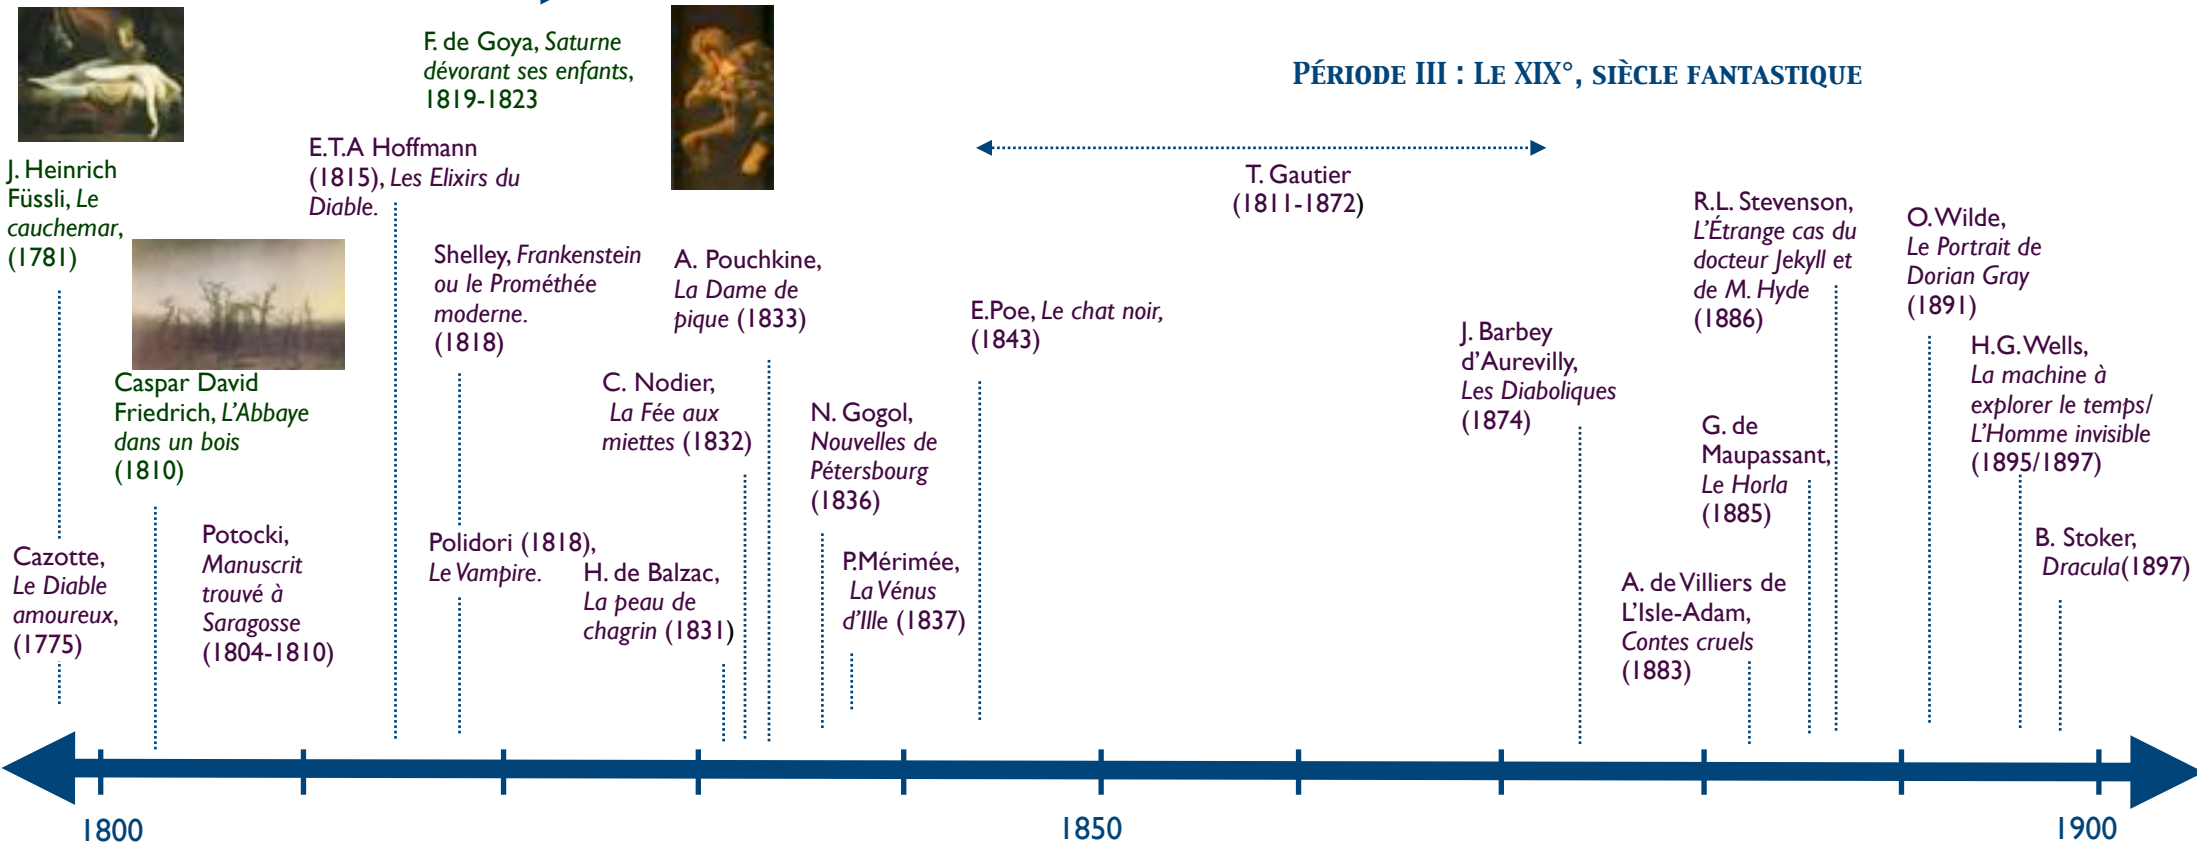 PÉRIODE III : LE XIX°, SIÈCLE FANTASTIQUE
J. Heinrich
Füssli, Le
cauchemar,
(1781)
F. de Goya, Saturne
dévorant ses enfants,
1819-1823
E.T.A Hoffmann
(1815), Les Elixirs du
Diable.
Caspar David
Friedrich, L'Abbaye
dans un bois
(1810)
Cazotte,
Le Diable
amoureux,
(1775)
Potocki,
Manuscrit
trouvé à
Saragosse
(1804-1810)
Shelley, Frankenstein
ou le Prométhée
moderne.
(1818)
Polidori (1818),
Le Vampire.
A. Pouchkine,
La Dame de
pique (1833)
C. Nodier,
La Fée aux
miettes (1832)
H. de Balzac,
La peau de
chagrin (1831)
N. Gogol,
Nouvelles de
Pétersbourg
(1836)
P.Mérimée,
La Vénus
d'Ille (1837)
E.Poe, Le chat noir,
(1843)
T. Gautier
(1811-1872)
J. Barbey
d'Aurevilly,
Les Diaboliques
(1874)
R.L. Stevenson,
L'Étrange cas du
docteur Jekyll et
de M. Hyde
(1886)
G. de
Maupassant,
Le Horla
(1885)
A. de Villiers de
L'Isle-Adam,
Contes cruels
(1883)
O. Wilde,
Le Portrait de
Dorian Gray
(1891)
H.G. Wells,
La machine à
explorer le temps/
L'Homme invisible
(1895/1897)
B. Stoker,
Dracula(1897)
1800
1850
1900